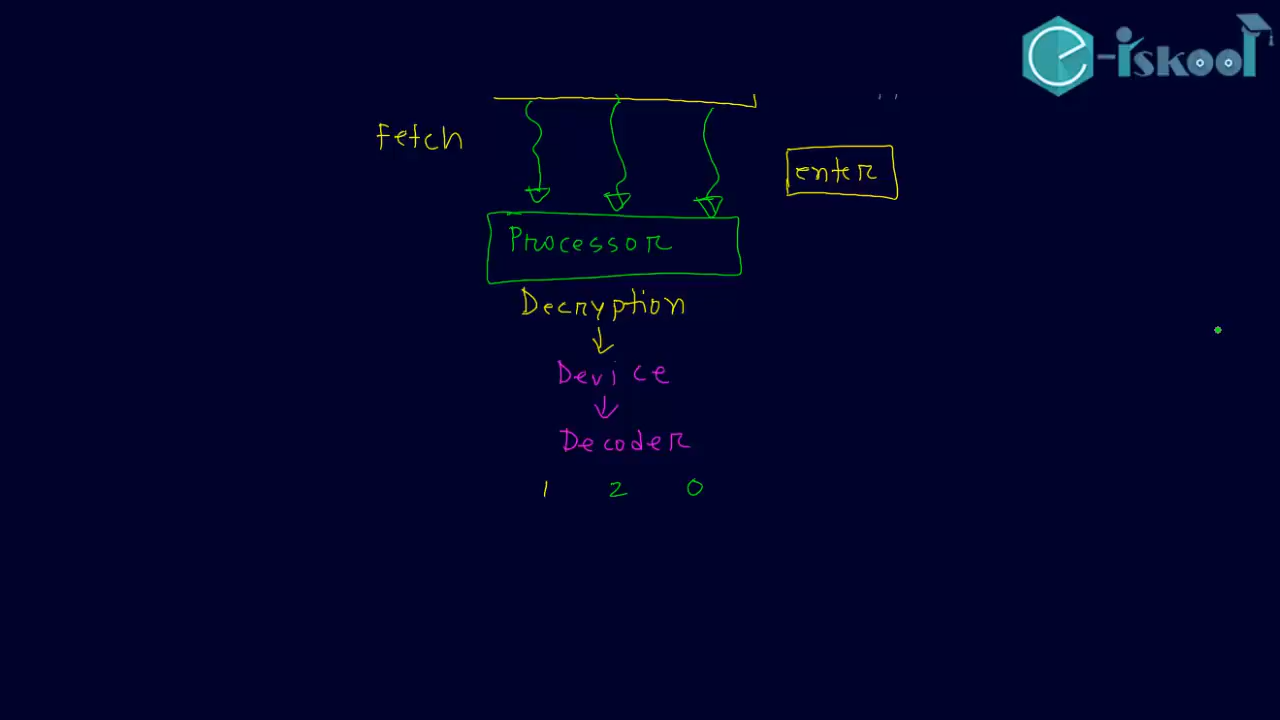 e-iskool
Fetch
enter
Processor
Decryption
Device
Decoder
1 2 0